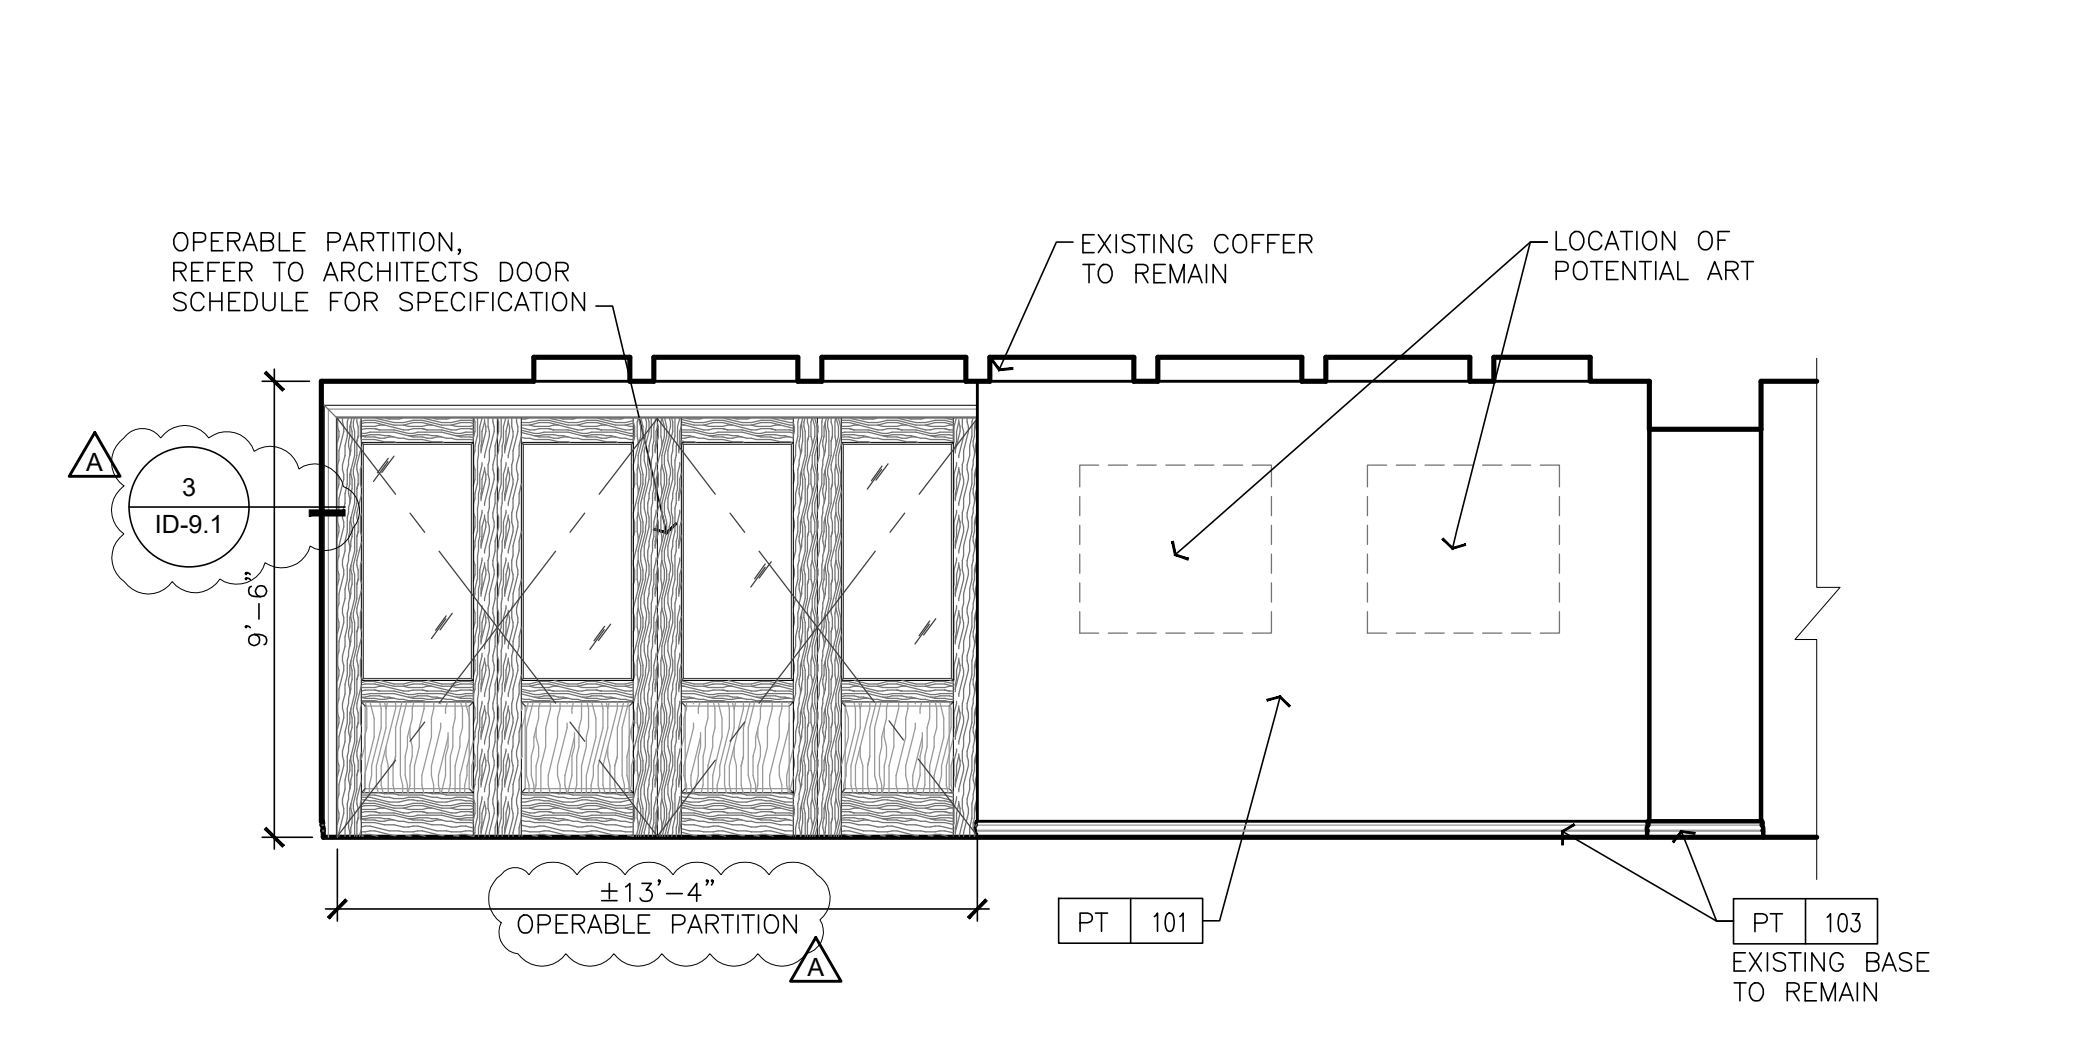 OPERABLE PARTITION,
REFER TO ARCHITECTS DOOR
SCHEDULE FOR SPECIFICATION
EXISTING COFFER
TO REMAIN
LOCATION OF
POTENTIAL ART
A
3
ID-9.1
9'-6"
±13'-4"
OPERABLE PARTITION
A
PT 101
PT 103
EXISTING BASE
TO REMAIN